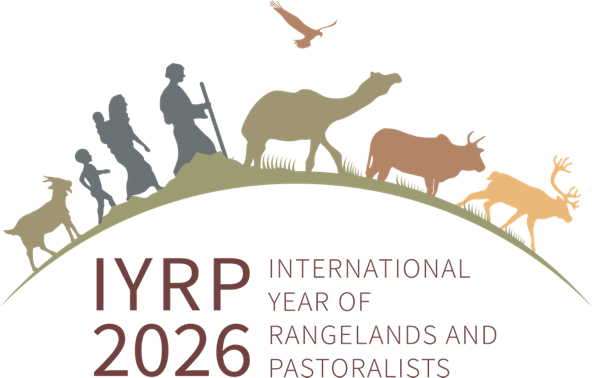 IYRP
2026
INTERNATIONAL
YEAR OF
RANGELANDS AND
PASTORALISTS